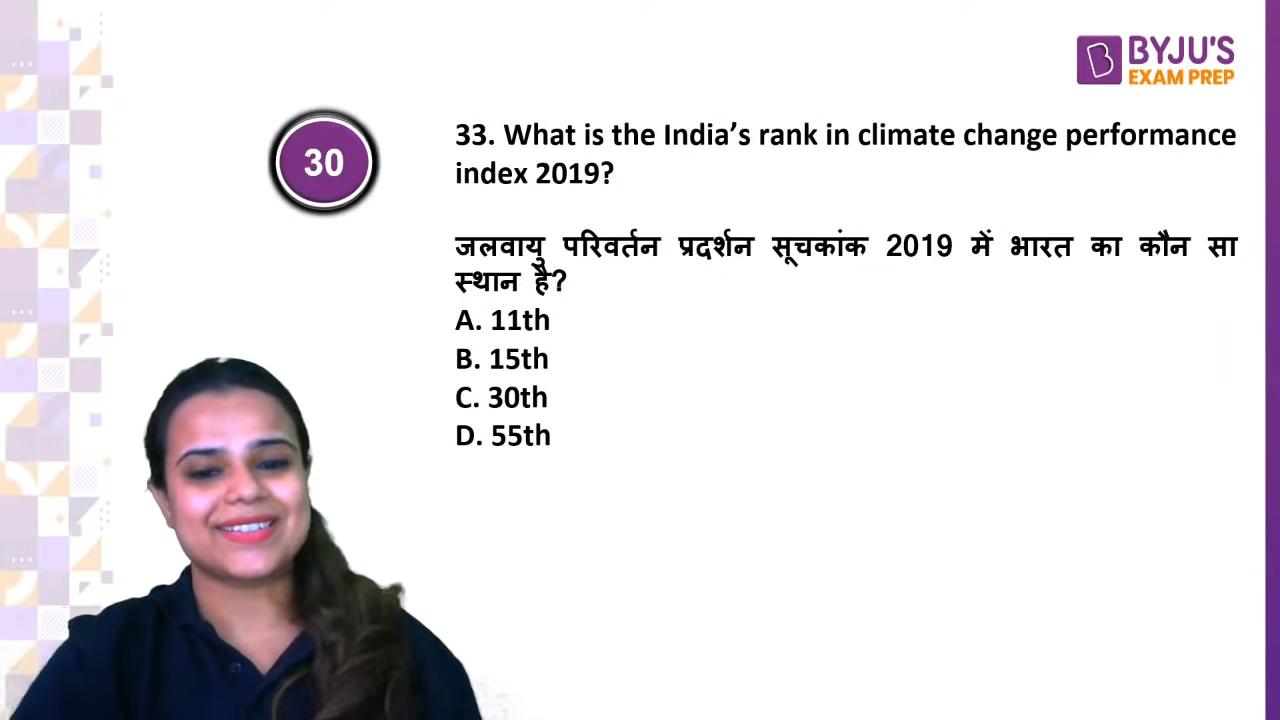 BYJU'S
EXAM PREP
30
33. What is the India’s rank in climate change performance
index 2019?
जलवायु परिवर्तन प्रदर्शन सूचकांक 2019 में भारत का कौन सा
स्थान है?
A. 11th
B. 15th
C. 30th
D. 55th